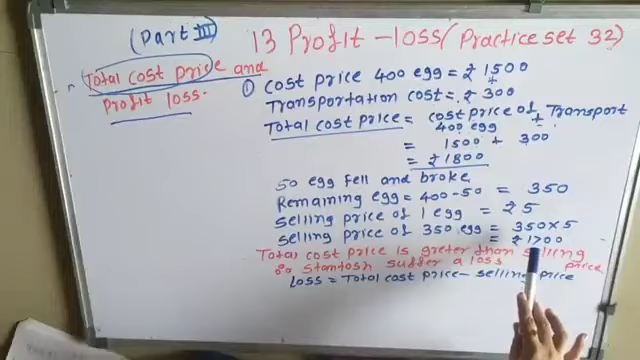 (Part III)
13 Profit - loss (Practice set 32)
Total cost price and
Profit loss.
① cost price 400 egg = ₹ 1500
+
Transportation cost = ₹ 300
Total cost price = cost price of + Transport
400 egg
= 1500 + 300
= ₹ 1800
50 egg fell and broke
Remaining egg = 400-50 = 350
Selling price of 1 egg = ₹ 5
Selling price of 350 egg = 350×5
= ₹ 1700
Total cost price is greter than selling
price
So Stantosh suffer a loss
loss = Total cost price - selling price